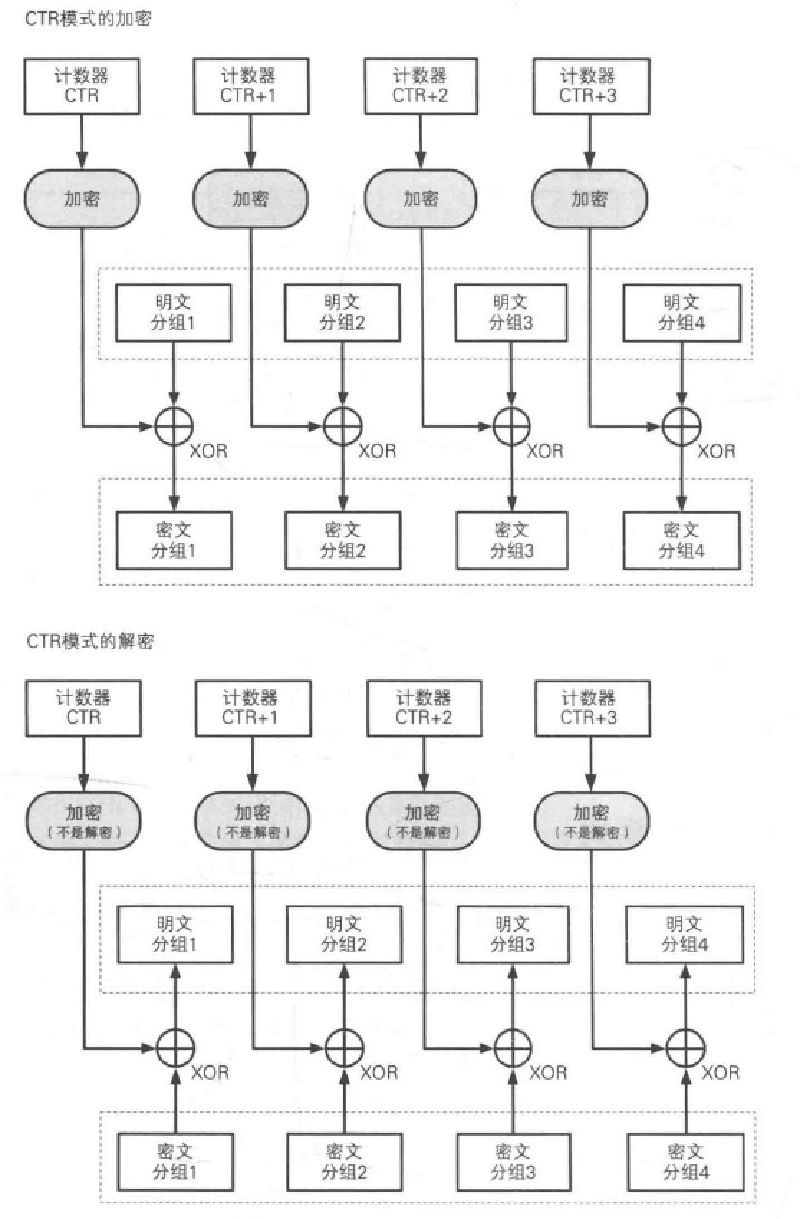 CTR模式的加密
计数器 计数器 计数器 计数器
CTR CTR+1 CTR+2 CTR+3
加密 加密 加密 加密
明文 明文 明文 明文
分组1 分组2 分组3 分组4
XOR XOR XOR XOR
密文 密文 密文 密文
分组1 分组2 分组3 分组4
CTR模式的解密
计数器 计数器 计数器 计数器
CTR CTR+1 CTR+2 CTR+3
加密 加密 加密 加密
(不是解密) (不是解密) (不是解密) (不是解密)
明文 明文 明文 明文
分组1 分组2 分组3 分组4
XOR XOR XOR XOR
密文 密文 密文 密文
分组1 分组2 分组3 分组4